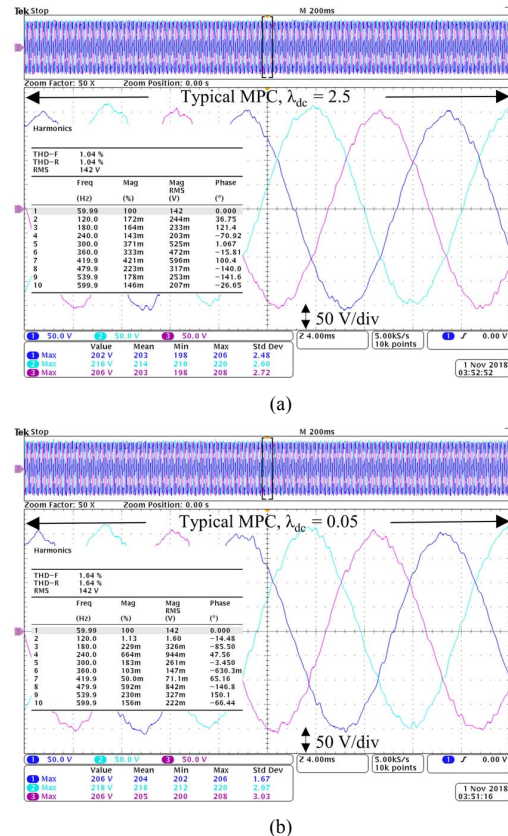 Tek Stop M 200ms
Zoom Factor: 50 X Zoom Position: 0.00 s
Typical MPC, λdc = 2.5
Harmonics
THD-F 1.04 %
THD-R 1.04 %
RMS 142 V
Freq Mag Mag Phase
RMS
(Hz) (%) (V) (°)
1 59.99 100 142 0.000
2 120.0 172m 244m 36.75
3 180.0 164m 233m 121.4
4 240.0 143m 203m -70.92
5 300.0 371m 525m 1.067
6 360.0 333m 472m -15.81
7 419.9 421m 596m 100.4
8 479.9 223m 317m -140.0
9 539.9 178m 253m -141.6
10 599.9 146m 207m -26.65
50 V/div
1 50.0 V 2 50.0 V 3 50.0 V Z 4.00ms 5.00kS/s 1 0.00 V
10k points
Value Mean Min Max Std Dev
1 Max 202 V 203 198 206 2.48
2 Max 216 V 214 210 220 2.60
3 Max 206 V 203 198 208 2.72
1 Nov 2018
03:52:52
(a)
Tek Stop M 200ms
Zoom Factor: 50 X Zoom Position: 0.00 s
Typical MPC, λdc = 0.05
Harmonics
THD-F 1.64 %
THD-R 1.64 %
RMS 142 V
Freq Mag Mag Phase
RMS
(Hz) (%) (V) (°)
1 59.99 100 142 0.000
2 120.0 1.13 1.60 -14.48
3 180.0 229m 326m -85.50
4 240.0 664m 944m 47.56
5 300.0 183m 261m -3.450
6 360.0 103m 147m -630.3m
7 419.9 50.0m 71.1m 65.16
8 479.9 592m 842m -146.8
9 539.9 230m 327m 150.1
10 599.9 156m 222m -66.44
50 V/div
1 50.0 V 2 50.0 V 3 50.0 V Z 4.00ms 5.00kS/s 1 0.00 V
10k points
Value Mean Min Max Std Dev
1 Max 206 V 204 202 206 1.67
2 Max 218 V 216 212 220 2.97
3 Max 206 V 205 200 208 3.03
1 Nov 2018
03:51:16
(b)